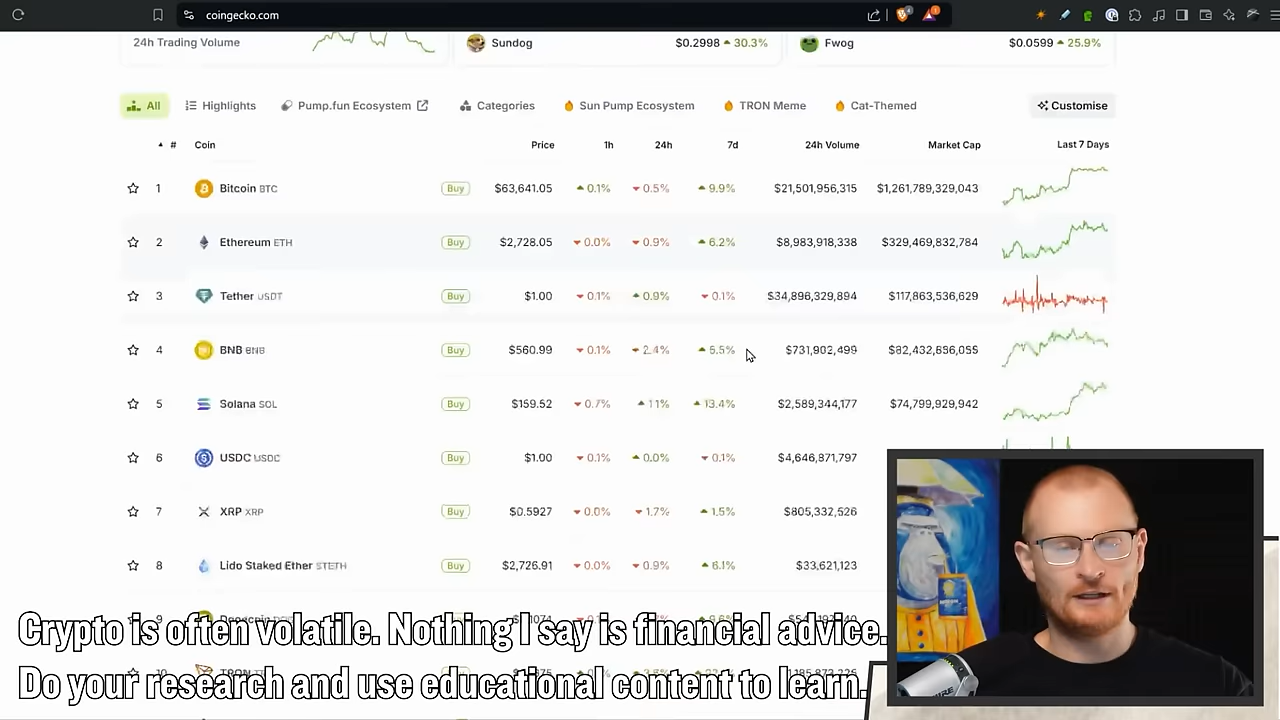 coingecko.com
24h Trading Volume Sundog $0.2998 30.3% Fwog $0.0599 25.9%
All Highlights Pump.fun Ecosystem Categories Sun Pump Ecosystem TRON Meme Cat-Themed Customise
# Coin Price 1h 24h 7d 24h Volume Market Cap Last 7 Days
1 Bitcoin BTC Buy $63,641.05 0.1% 0.5% 9.9% $21,501,956,315 $1,261,789,329,043
2 Ethereum ETH Buy $2,728.05 0.0% 0.9% 6.2% $8,983,918,338 $329,469,832,784
3 Tether USDT Buy $1.00 0.1% 0.9% 0.1% $34,896,329,894 $117,863,536,629
4 BNB BNB Buy $560.99 0.1% 2.4% 5.5% $731,902,499 $82,432,856,055
5 Solana SOL Buy $159.52 0.7% 13.4% $2,589,344,177 $74,799,929,942
6 USDC USDC Buy $1.00 0.1% 0.0% 0.1% $4,646,871,797
7 XRP XRP Buy $0.5927 0.0% 1.7% 1.5% $805,332,526
8 Lido Staked Ether STETH Buy $2,726.91 0.0% 0.9% 6.1% $33,621,123
Crypto is often volatile. Nothing I say is financial advice.
Do your research and use educational content to learn.